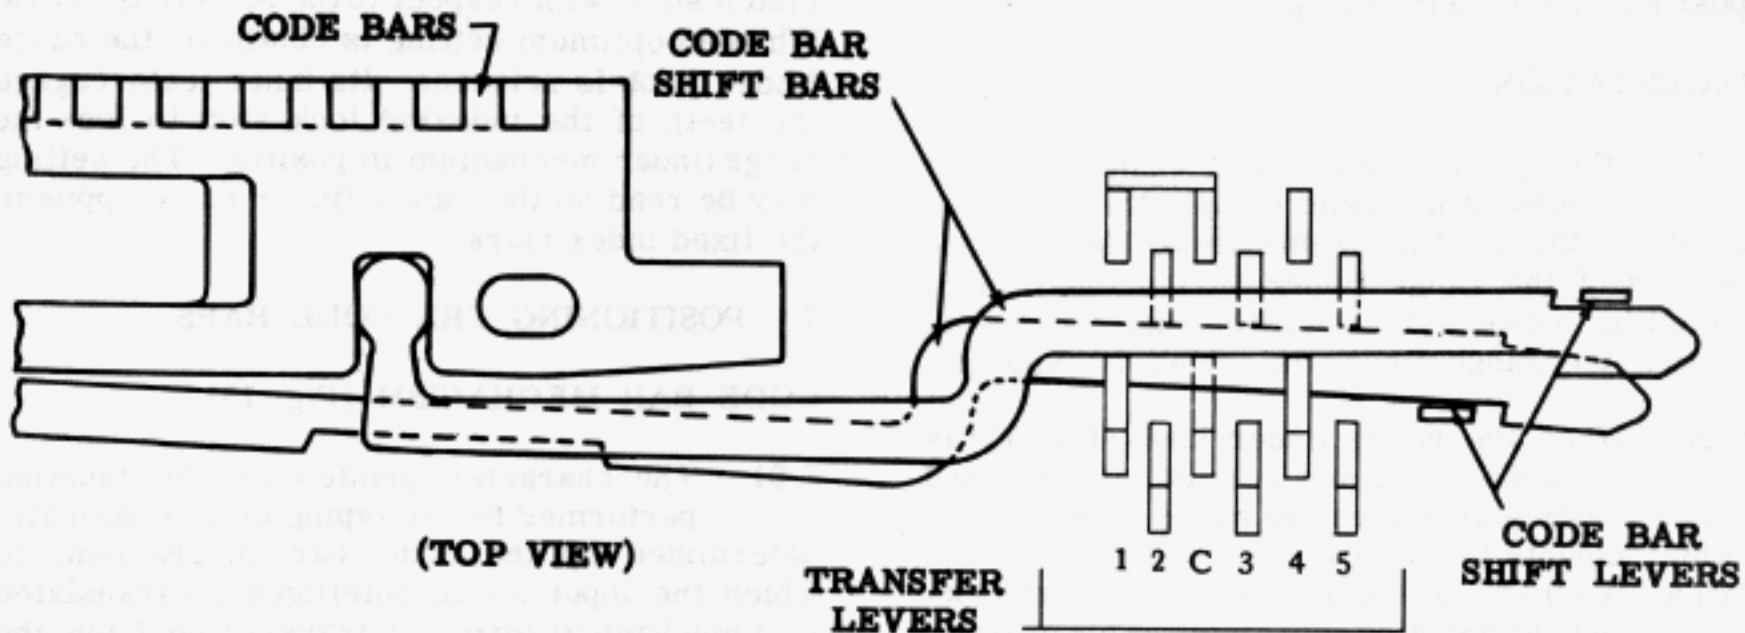 CODE BARS
CODE BAR
SHIFT BARS
(TOP VIEW)
1 2 C 3 4 5
TRANSFER
LEVERS
CODE BAR
SHIFT LEVERS